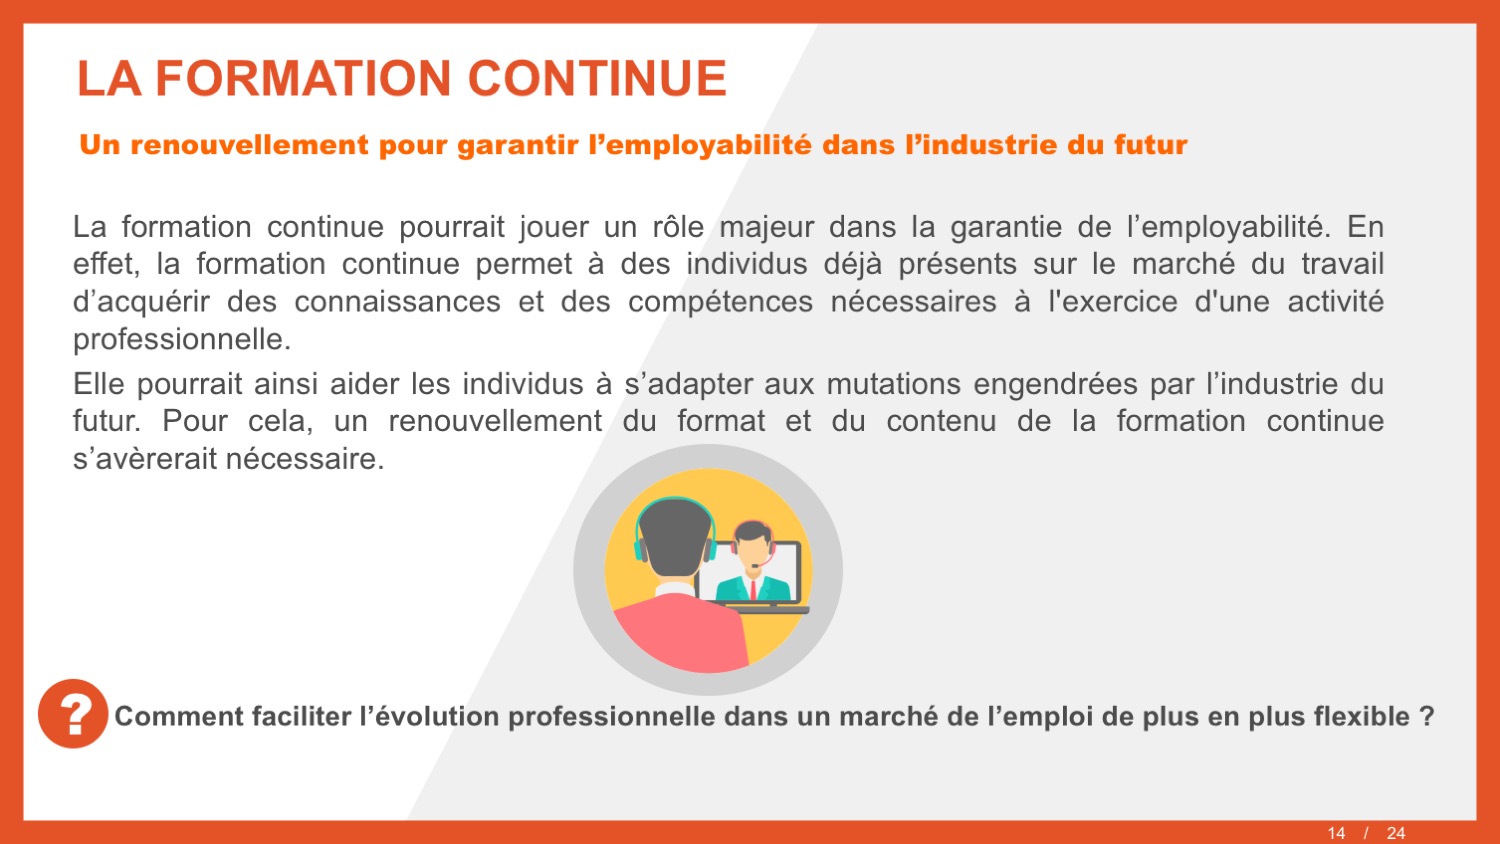 LA FORMATION CONTINUE
Un renouvellement pour garantir l’employabilité dans l’industrie du futur
La formation continue pourrait jouer un rôle majeur dans la garantie de l’employabilité. En
effet, la formation continue permet à des individus déjà présents sur le marché du travail
d’acquérir des connaissances et des compétences nécessaires à l'exercice d'une activité
professionnelle.
Elle pourrait ainsi aider les individus à s’adapter aux mutations engendrées par l’industrie du
futur. Pour cela, un renouvellement du format et du contenu de la formation continue
s’avèrerait nécessaire.
? Comment faciliter l’évolution professionnelle dans un marché de l’emploi de plus en plus flexible ?
14 / 24